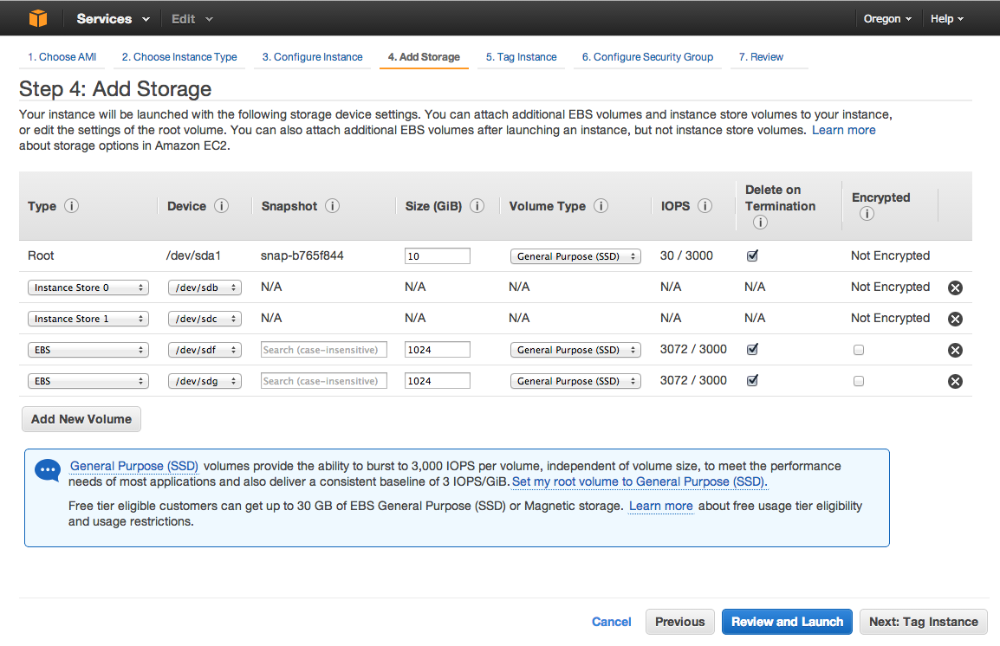 Services Edit Oregon Help
1. Choose AMI 2. Choose Instance Type 3. Configure Instance 4. Add Storage 5. Tag Instance 6. Configure Security Group 7. Review
Step 4: Add Storage
Your instance will be launched with the following storage device settings. You can attach additional EBS volumes and instance store volumes to your instance,
or edit the settings of the root volume. You can also attach additional EBS volumes after launching an instance, but not instance store volumes. Learn more
about storage options in Amazon EC2.
Type Device Snapshot Size (GiB) Volume Type IOPS Delete on Termination Encrypted
Root /dev/sda1 snap-b765f844 10 General Purpose (SSD) 30 / 3000 Not Encrypted
Instance Store 0 /dev/sdb N/A N/A N/A N/A N/A Not Encrypted
Instance Store 1 /dev/sdc N/A N/A N/A N/A N/A Not Encrypted
EBS /dev/sdf Search (case-insensitive) 1024 General Purpose (SSD) 3072 / 3000
EBS /dev/sdg Search (case-insensitive) 1024 General Purpose (SSD) 3072 / 3000
Add New Volume
General Purpose (SSD) volumes provide the ability to burst to 3,000 IOPS per volume, independent of volume size, to meet the performance
needs of most applications and also deliver a consistent baseline of 3 IOPS/GiB. Set my root volume to General Purpose (SSD).
Free tier eligible customers can get up to 30 GB of EBS General Purpose (SSD) or Magnetic storage. Learn more about free usage tier eligibility
and usage restrictions.
Cancel Previous Review and Launch Next: Tag Instance